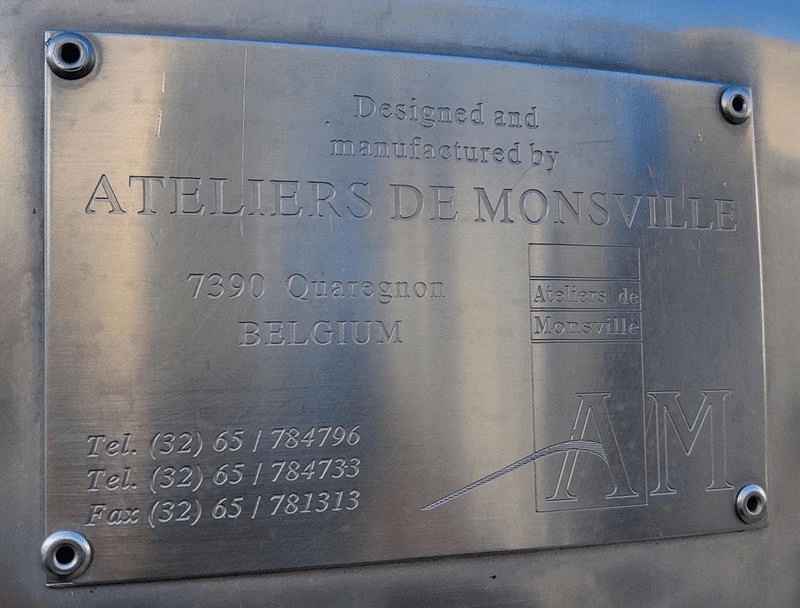 Designed and
manufactured by
ATELIERS DE MONSVILLE
7390 Quaregnon
BELGIUM
Ateliers de
Monsville
AM
Tel. (32) 65 / 784796
Tel. (32) 65 / 784733
Fax (32) 65 / 781313